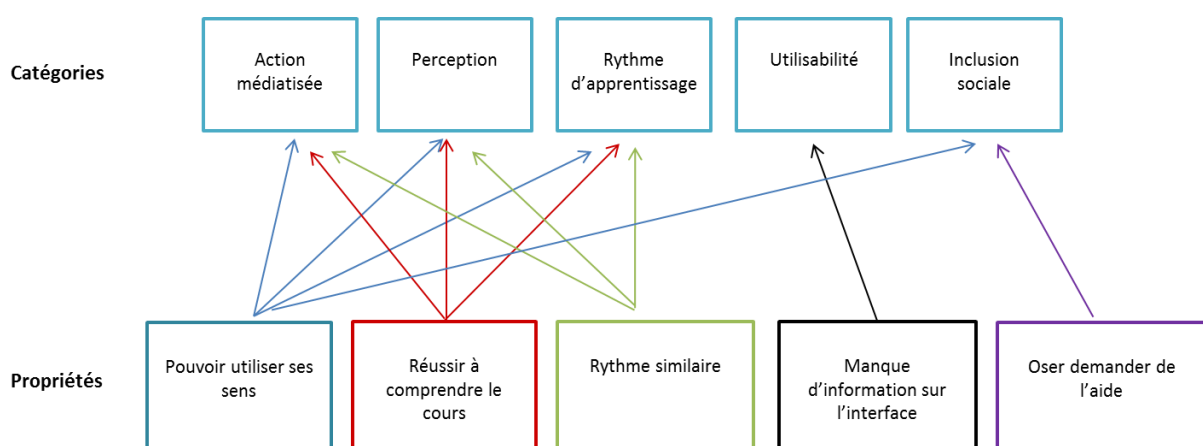 Catégories
Action
médiatisée
Perception
Rythme
d’apprentissage
Utilisabilité
Inclusion
sociale
Propriétés
Pouvoir utiliser ses
sens
Réussir à
comprendre le
cours
Rythme similaire
Manque
d’information sur
l’interface
Oser demander de
l’aide